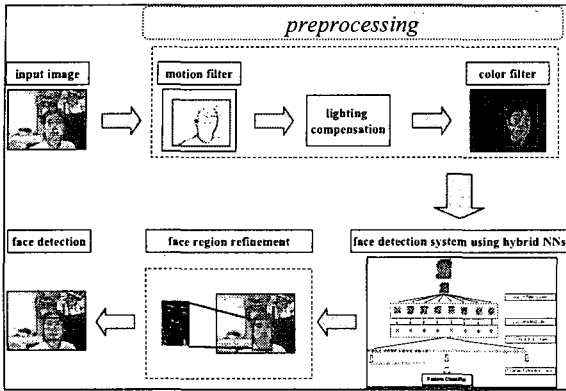 preprocessing
input image
motion filter
color filter
lighting
compensation
face detection
face region refinement
face detection system using hybrid NNs